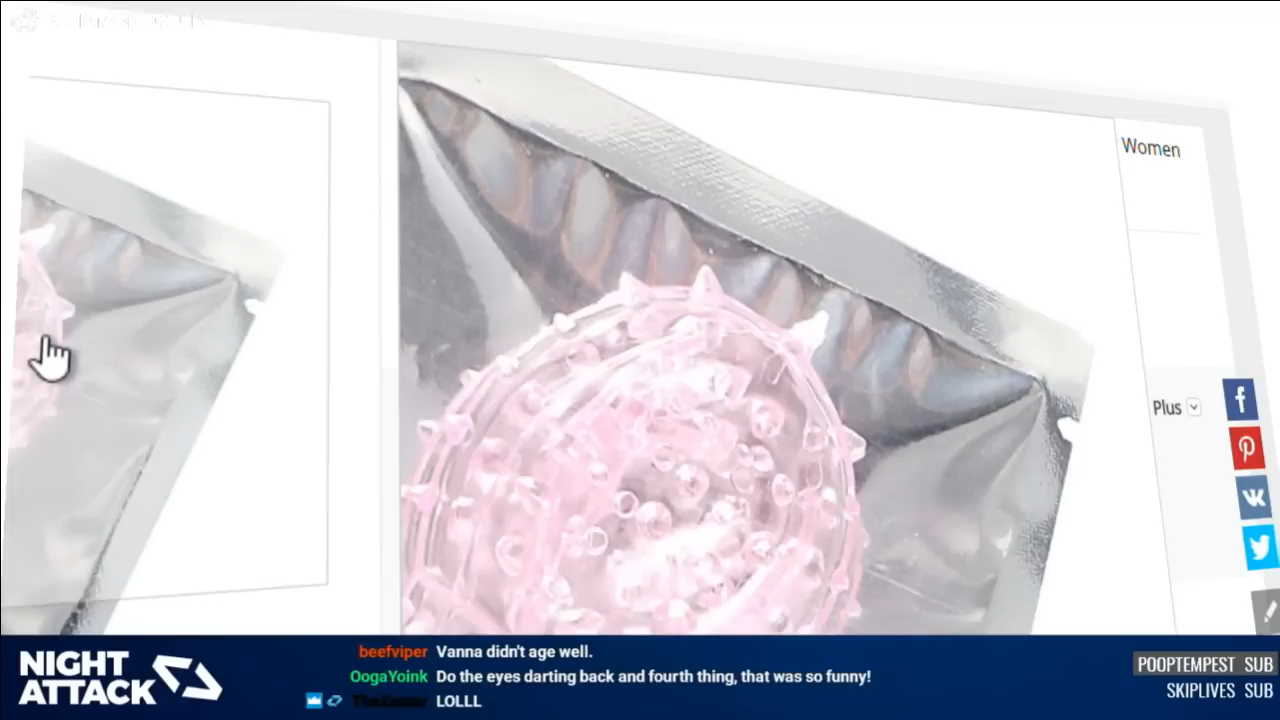 Women
Plus
NIGHT
ATTACK
beefviper Vanna didn't age well.
OogaYoink Do the eyes darting back and fourth thing, that was so funny!
LOLLL
POOPTEMPEST SUB
SKIPLIVES SUB